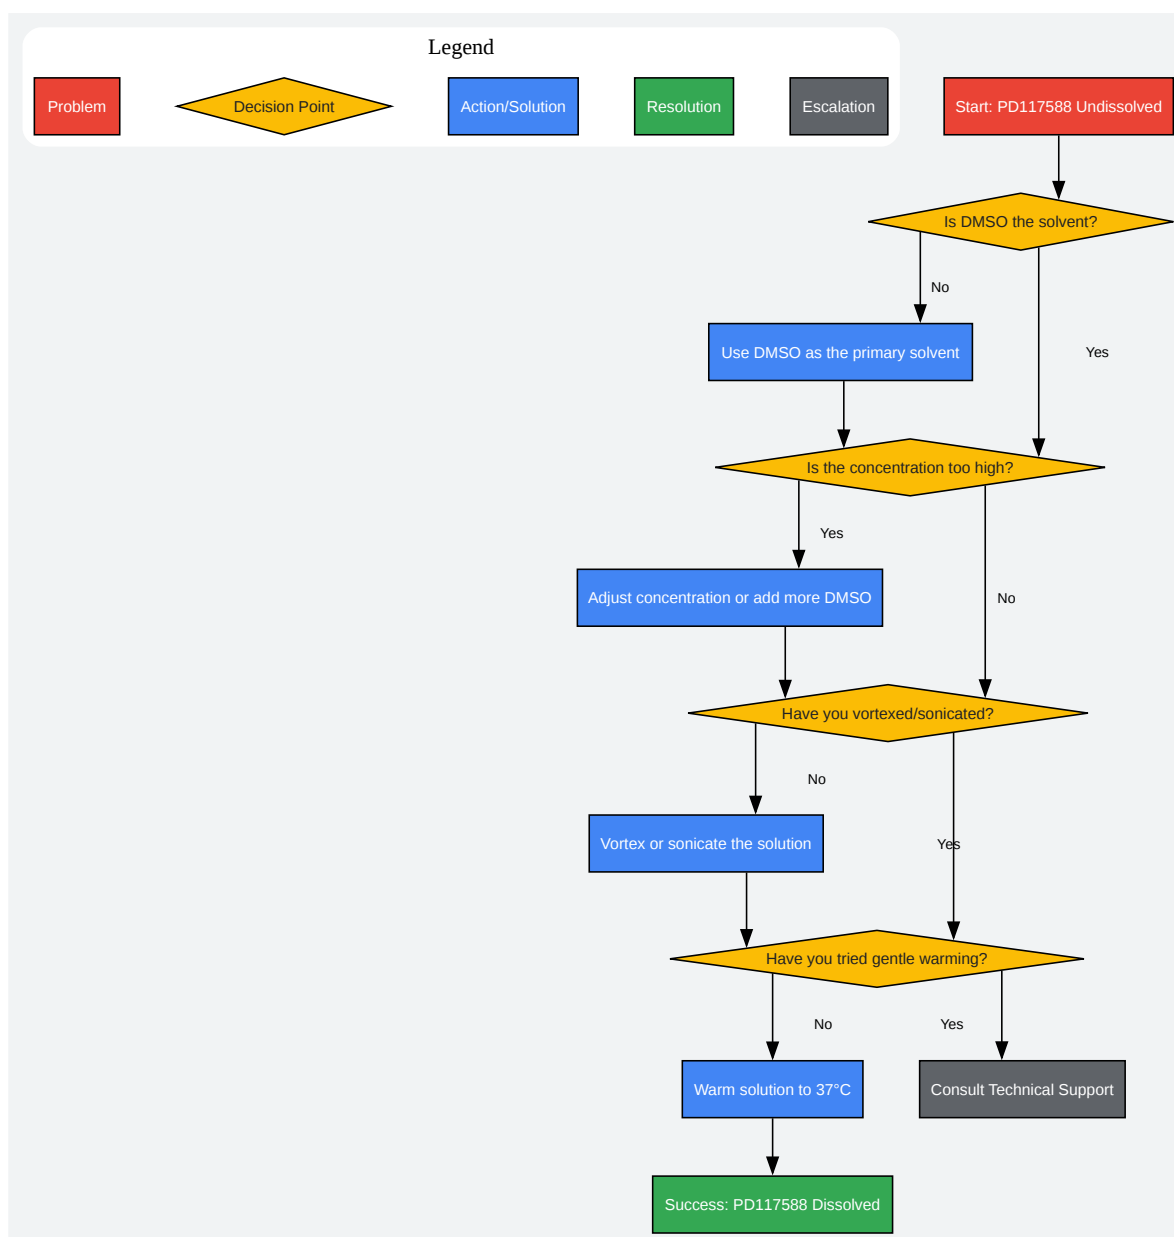 Legend
Problem
Decision Point
Action/Solution
Resolution
Escalation
Start: PD117588 Undissolved
Is DMSO the solvent?
No
Use DMSO as the primary solvent
Yes
Is the concentration too high?
Yes
Adjust concentration or add more DMSO
No
Have you vortexed/sonicated?
No
Vortex or sonicate the solution
Yes
Have you tried gentle warming?
No
Yes
Warm solution to 37°C
Consult Technical Support
Success: PD117588 Dissolved